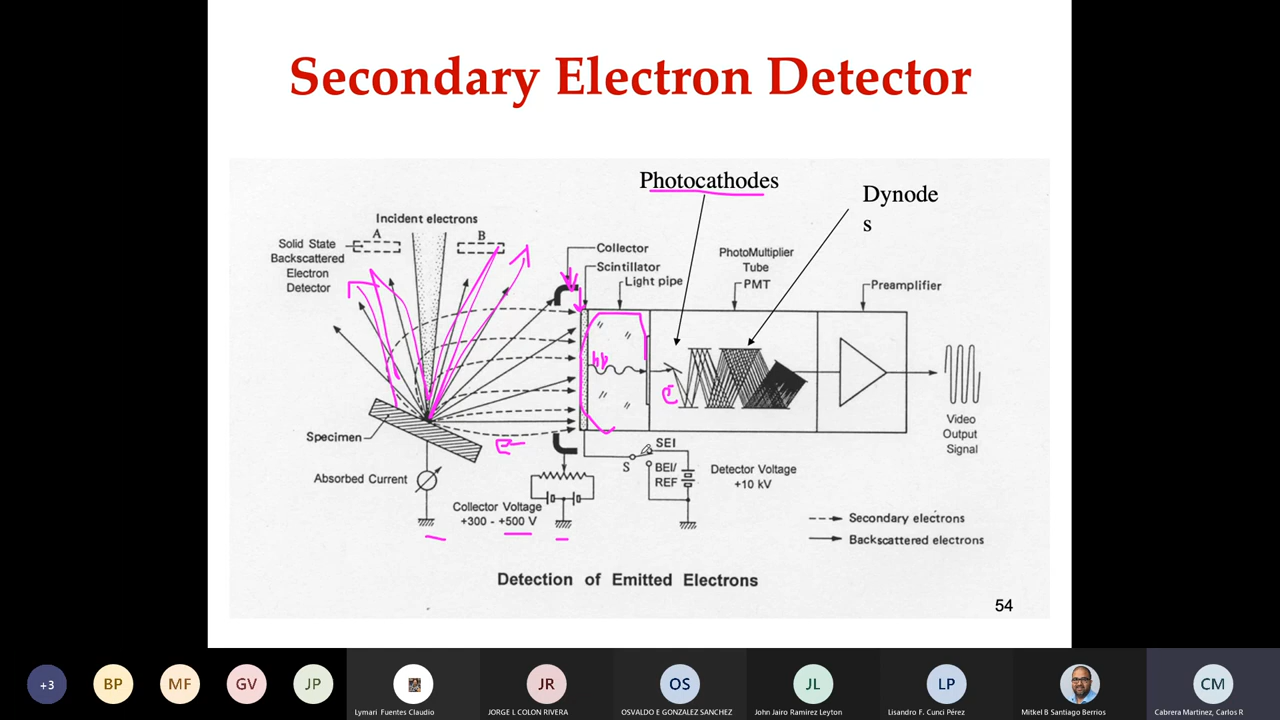 Secondary Electron Detector
Photocathodes
Dynode
s
Incident electrons
A
B
Solid State
Backscattered
Electron
Detector
Collector
Scintillator
Light pipe
PhotoMultiplier
Tube
PMT
Preamplifier
hν
e
Specimen
Absorbed Current
e-
S
SEI
BEI/
REF
Detector Voltage
+10 kV
Collector Voltage
+300 - +500 V
Video
Output
Signal
Secondary electrons
Backscattered electrons
Detection of Emitted Electrons
54
+3
BP
MF
GV
JP
JR
OS
JL
LP
CM
Lymari Fuentes Claudio
JORGE L COLON RIVERA
OSVALDO E GONZALEZ SANCHEZ
John Jairo Ramirez Leyton
Lisandro F. Cunci Pérez
Mitkel B Santiago Berrios
Cabrera Martinez, Carlos R